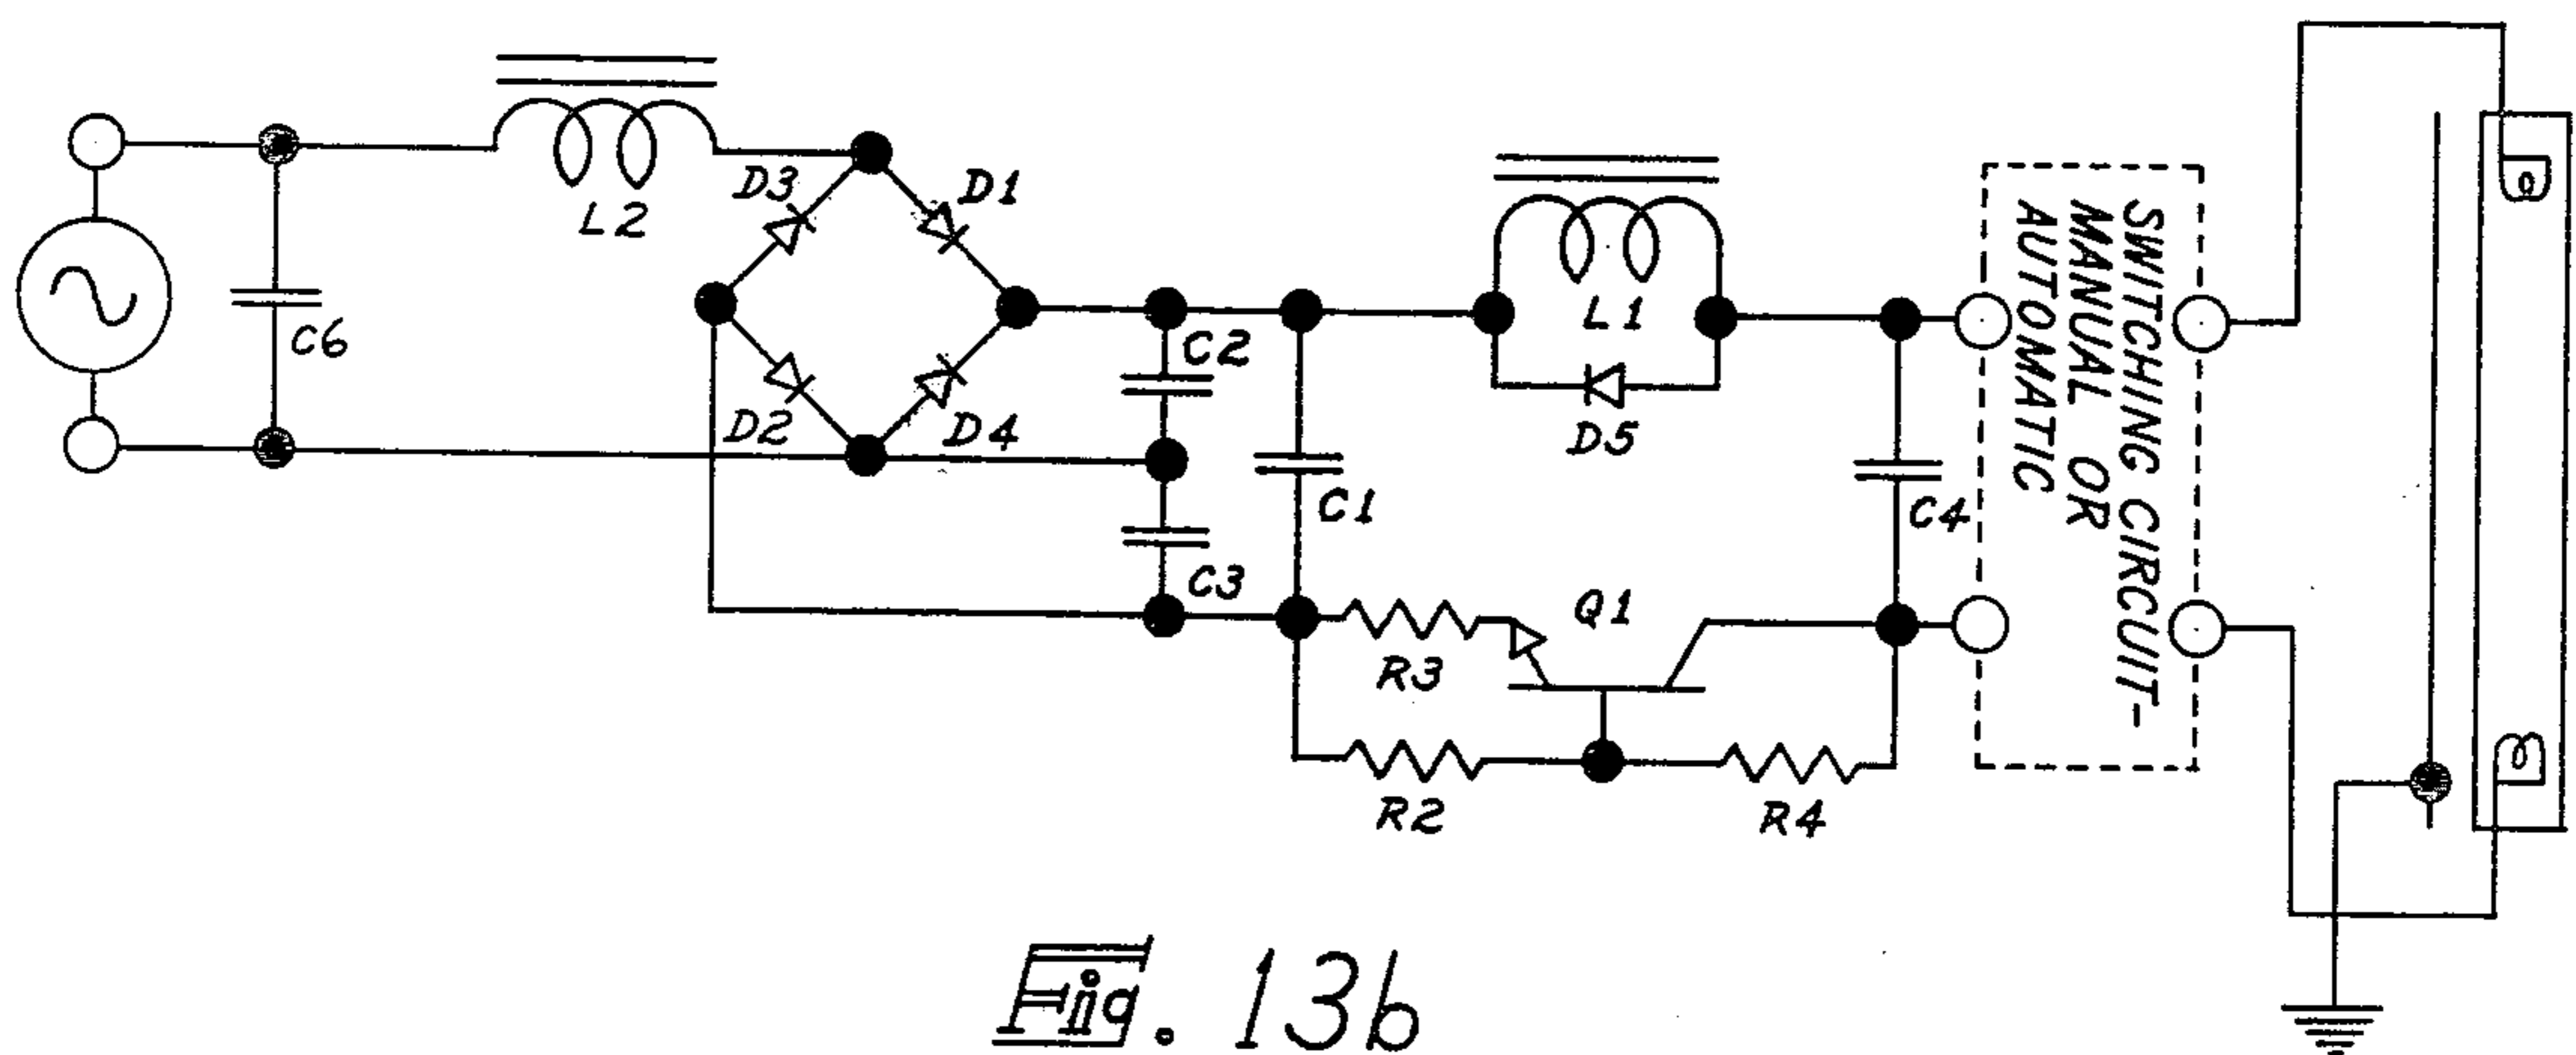 L2
D3
D1
C6
D2
D4
C2
C3
C1
L1
D5
C4
Q1
R3
R2
R4
SWITCHING CIRCUIT-
MANUAL OR
AUTOMATIC
Fig. 13b